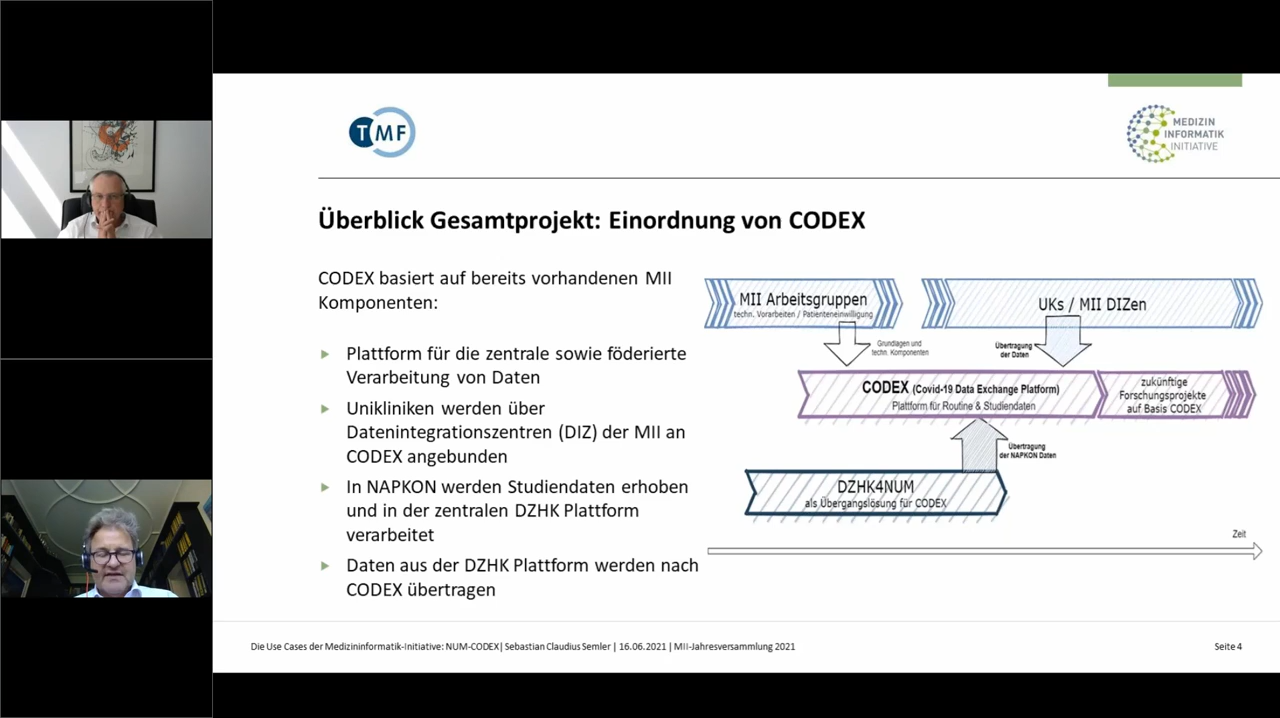 TMF
MEDIZIN
INFORMATIK
INITIATIVE
Überblick Gesamtprojekt: Einordnung von CODEX
CODEX basiert auf bereits vorhandenen MII
Komponenten:
Plattform für die zentrale sowie föderierte
Verarbeitung von Daten
Unikliniken werden über
Datenintegrationszentren (DIZ) der MII an
CODEX angebunden
In NAPKON werden Studiendaten erhoben
und in der zentralen DZHK Plattform
verarbeitet
Daten aus der DZHK Plattform werden nach
CODEX übertragen
MII Arbeitsgruppen
techn. Vorarbeiten / Patienteneinwilligung
UKs / MII DIZen
Grundlagen und
techn. Komponenten
Übertragung
der Daten
CODEX (Covid-19 Data Exchange Platform)
Plattform für Routine & Studiendaten
zukünftige
Forschungsprojekte
auf Basis CODEX
Übertragung
der NAPKON Daten
DZHK4NUM
als Übergangslösung für CODEX
Zeit
Die Use Cases der Medizininformatik-Initiative: NUM-CODEX| Sebastian Claudius Semler | 16.06.2021 | MII-Jahresversammlung 2021
Seite 4